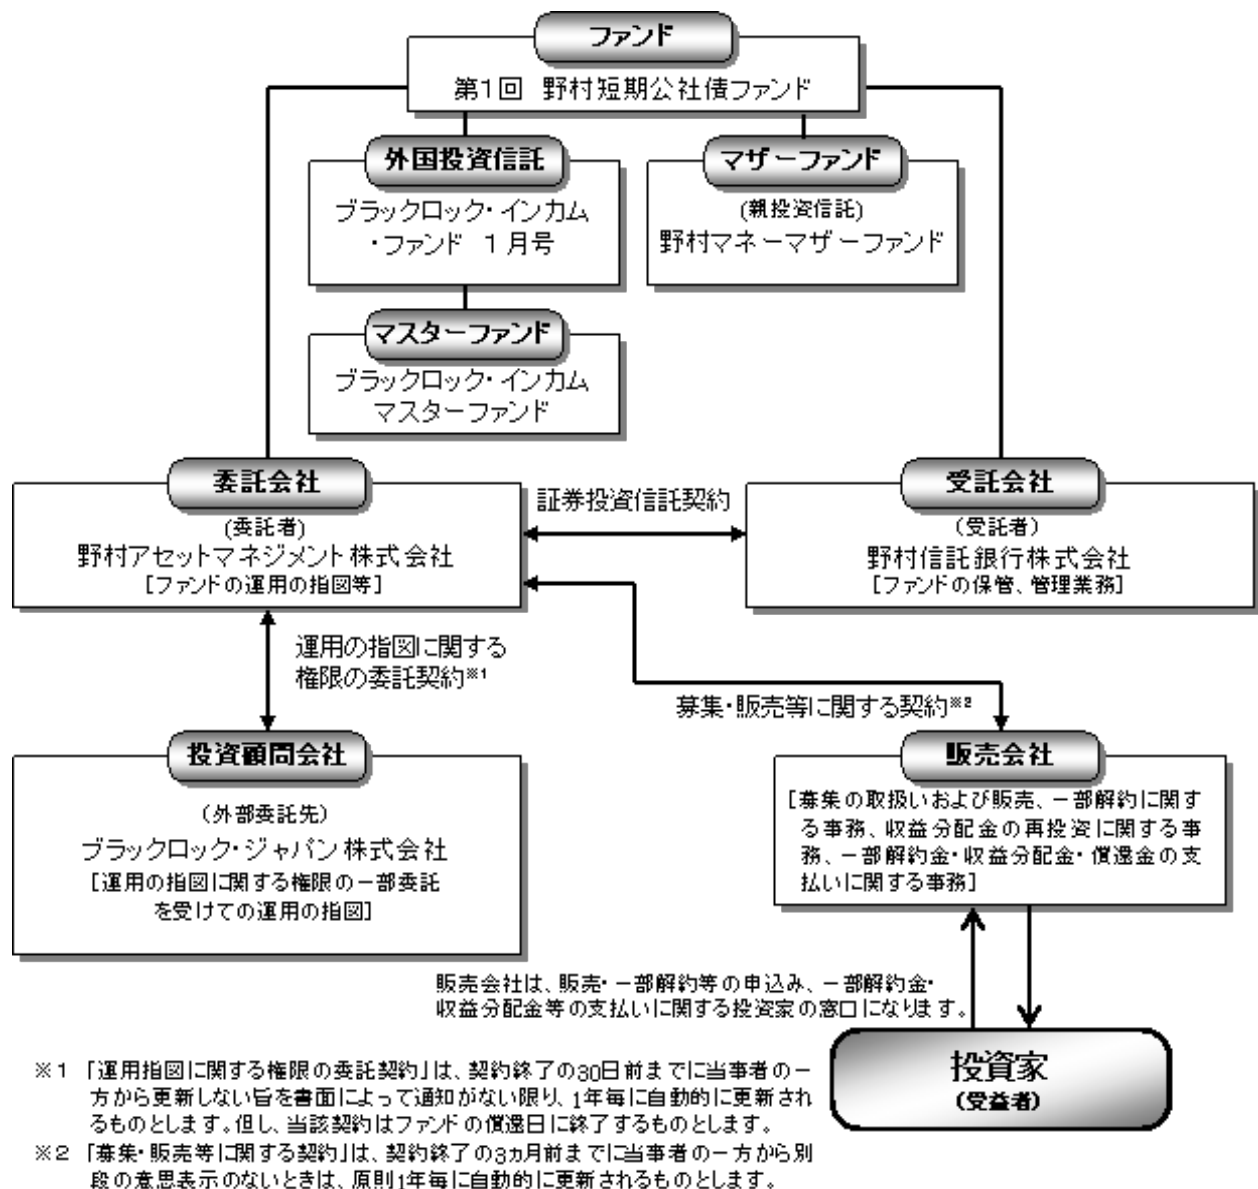 ファンド
第1回 野村短期公社債ファンド
外国投資信託
ブラックロック・インカム
・ファンド 1月号
マザーファンド
(親投資信託)
野村マネーマザーファンド
マスターファンド
ブラックロック・インカム
マスターファンド
委託会社
(委託者)
野村アセットマネジメント株式会社
[ファンドの運用の指図等]
証券投資信託契約
受託会社
(受託者)
野村信託銀行株式会社
[ファンドの保管、管理業務]
運用の指図に関する
権限の委託契約※1
募集・販売等に関する契約※2
投資顧問会社
(外部委託先)
ブラックロック・ジャパン株式会社
[運用の指図に関する権限の一部委託
を受けての運用の指図]
販売会社
[募集の取扱いおよび販売、一部解約に関す
る事務、収益分配金の再投資に関する事
務、一部解約金・収益分配金・償還金の支
払いに関する事務]
販売会社は、販売・一部解約等の申込み、一部解約金・
収益分配金等の支払いに関する投資家の窓口になります。
投資家
(受益者)
※1 「運用指図に関する権限の委託契約」は、契約終了の30日前までに当事者の一
方から更新しない旨を書面によって通知がない限り、1年毎に自動的に更新され
るものとします。但し、当該契約はファンドの償還日に終了するものとします。
※2 「募集・販売等に関する契約」は、契約終了の3ヵ月前までに当事者の一方から別
段の意思表示のないときは、原則1年毎に自動的に更新されるものとします。